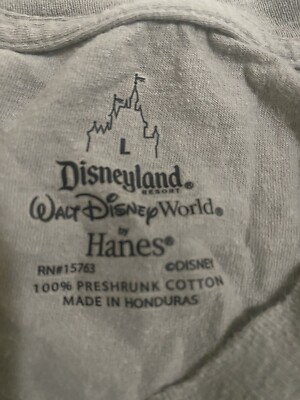 L
Disneyland®
RESORT
WALT DISNEY World®
by
Hanes®
RN#15763 ©DISNEY
100% PRESHRUNK COTTON
MADE IN HONDURAS